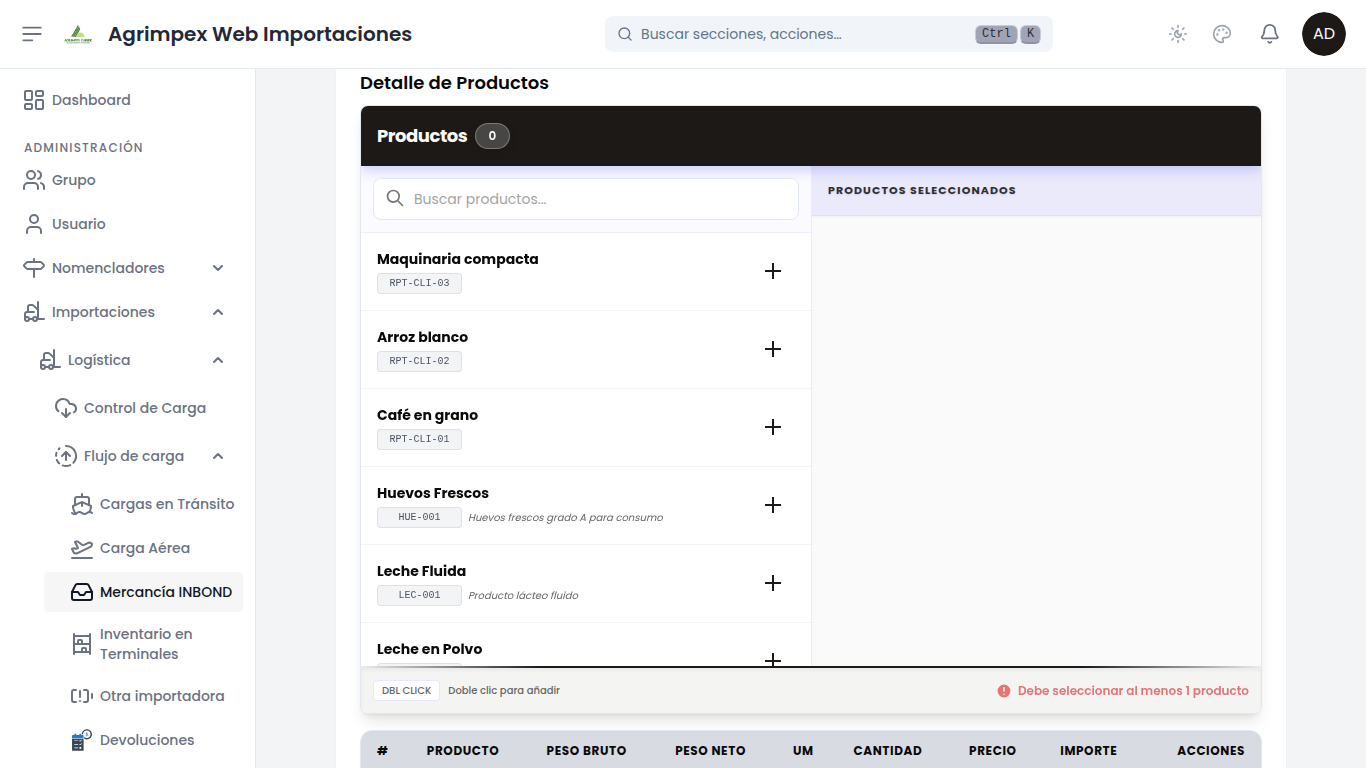 Agrimpex Web Importaciones
Buscar secciones, acciones...
Ctrl K
AD
Dashboard
ADMINISTRACIÓN
Grupo
Usuario
Nomencladores
Importaciones
Logística
Control de Carga
Flujo de carga
Cargas en Tránsito
Carga Aérea
Mercancía INBOND
Inventario en
Terminales
Otra importadora
Devoluciones
Detalle de Productos
Productos 0
Buscar productos...
PRODUCTOS SELECCIONADOS
Maquinaria compacta
RPT-CLI-03
Arroz blanco
RPT-CLI-02
Café en grano
RPT-CLI-01
Huevos Frescos
HUE-001 Huevos frescos grado A para consumo
Leche Fluida
LEC-001 Producto lácteo fluido
Leche en Polvo
DBL CLICK Doble clic para añadir
Debe seleccionar al menos 1 producto
# PRODUCTO PESO BRUTO PESO NETO UM CANTIDAD PRECIO IMPORTE ACCIONES